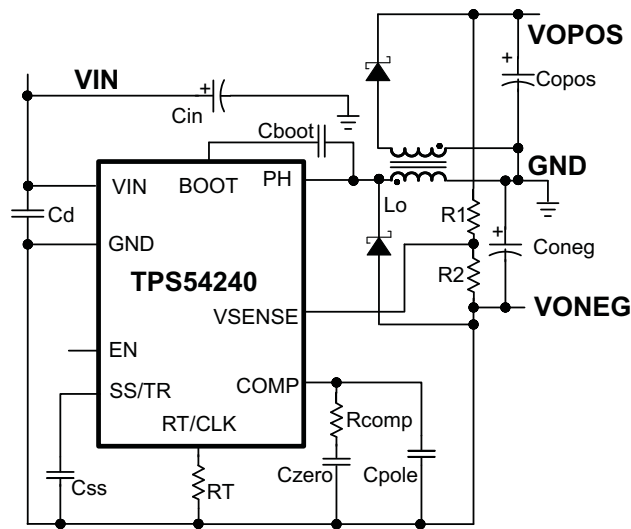 VOPOS
VIN
+
Copos
+
Cin
Cboot
GND
VIN
BOOT
PH
Lo
R1
Cd
GND
+
Coneg
TPS54240
R2
VSENSE
VONEG
EN
SS/TR
COMP
RT/CLK
Rcomp
Css
RT
Czero
Cpole